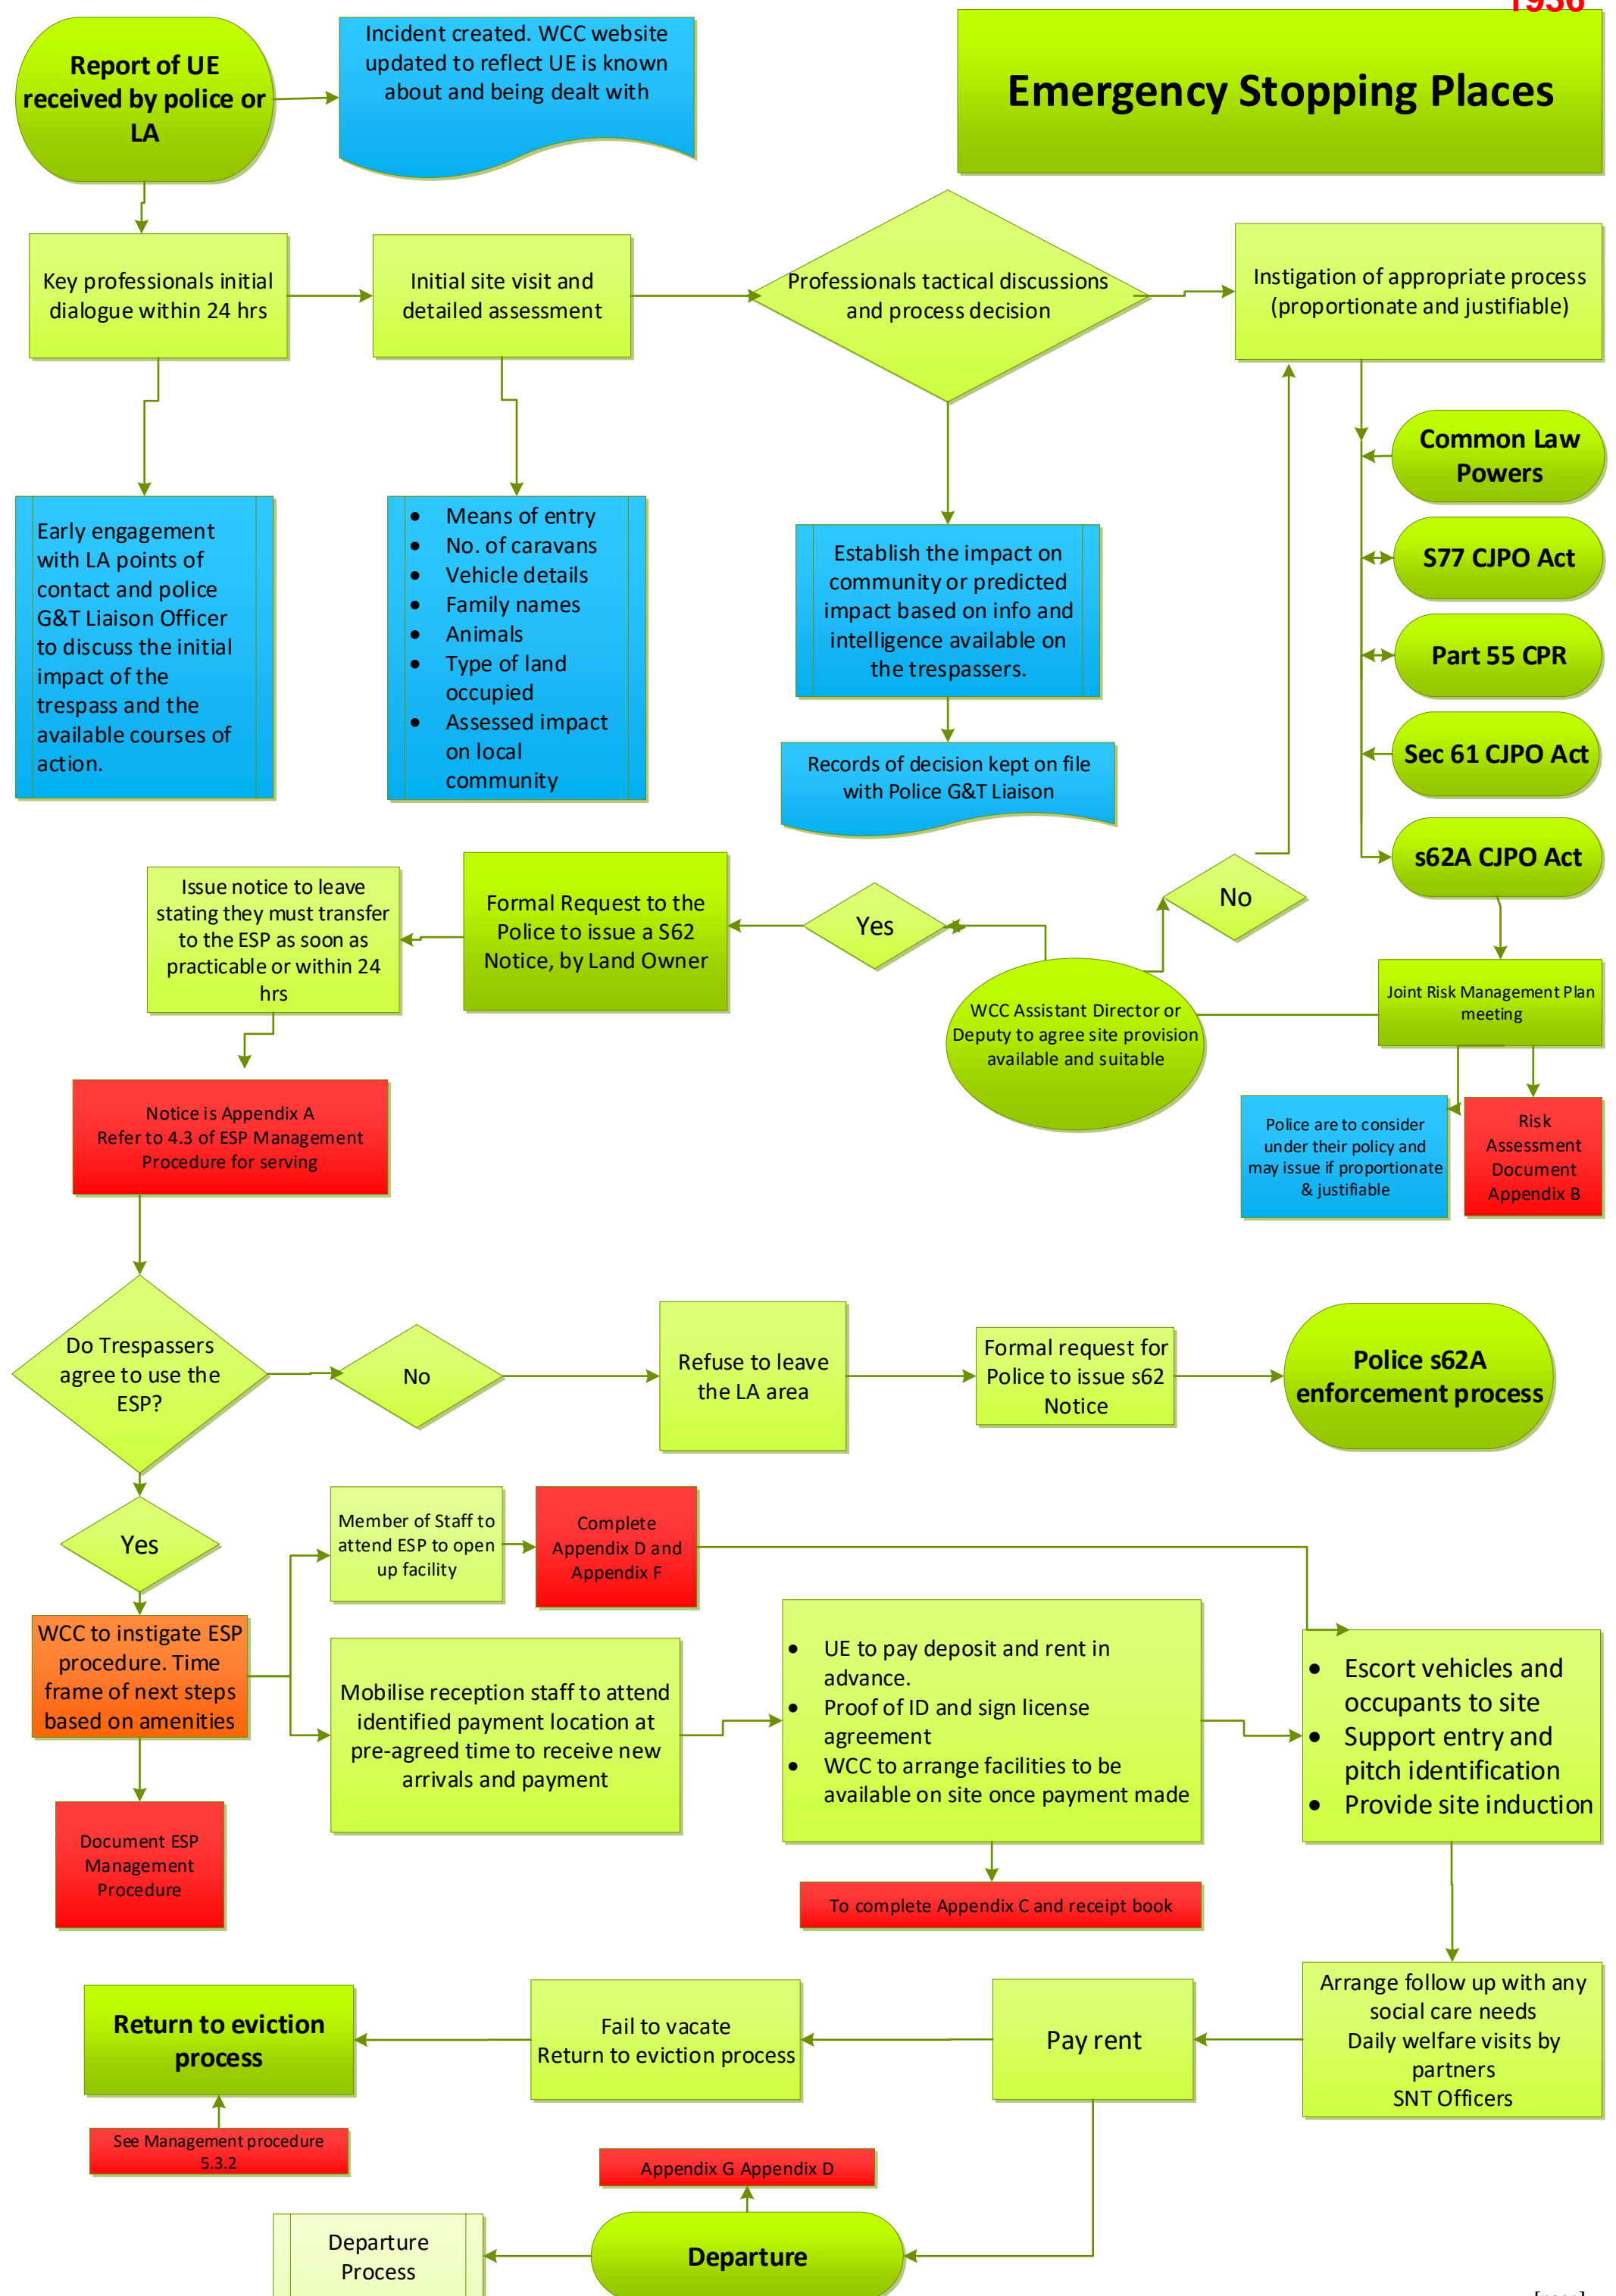 1936
Report of UE
received by police or
LA
Incident created. WCC website
updated to reflect UE is known
about and being dealt with
Emergency Stopping Places
Key professionals initial
dialogue within 24 hrs
Initial site visit and
detailed assessment
Professionals tactical discussions
and process decision
Instigation of appropriate process
(proportionate and justifiable)
Early engagement
with LA points of
contact and police
G&T Liaison Officer
to discuss the initial
impact of the
trespass and the
available courses of
action.
• Means of entry
• No. of caravans
• Vehicle details
• Family names
• Animals
• Type of land
occupied
• Assessed impact
on local
community
Establish the impact on
community or predicted
impact based on info and
intelligence available on
the trespassers.
Records of decision kept on file
with Police G&T Liaison
Common Law
Powers
S77 CJPO Act
Part 55 CPR
Sec 61 CJPO Act
s62A CJPO Act
Issue notice to leave
stating they must transfer
to the ESP as soon as
practicable or within 24
hrs
Formal Request to the
Police to issue a S62
Notice, by Land Owner
Yes
No
WCC Assistant Director or
Deputy to agree site provision
available and suitable
Joint Risk Management Plan
meeting
Police are to consider
under their policy and
may issue if proportionate
& justifiable
Risk
Assessment
Document
Appendix B
Notice is Appendix A
Refer to 4.3 of ESP Management
Procedure for serving
Do Trespassers
agree to use the
ESP?
No
Refuse to leave
the LA area
Formal request for
Police to issue s62
Notice
Police s62A
enforcement process
Yes
Member of Staff to
attend ESP to open
up facility
Complete
Appendix D and
Appendix F
WCC to instigate ESP
procedure. Time
frame of next steps
based on amenities
Mobilise reception staff to attend
identified payment location at
pre-agreed time to receive new
arrivals and payment
• UE to pay deposit and rent in
advance.
• Proof of ID and sign license
agreement
• WCC to arrange facilities to be
available on site once payment made
• Escort vehicles and
occupants to site
• Support entry and
pitch identification
• Provide site induction
Document ESP
Management
Procedure
To complete Appendix C and receipt book
Return to eviction
process
Fail to vacate
Return to eviction process
Pay rent
Arrange follow up with any
social care needs
Daily welfare visits by
partners
SNT Officers
See Management procedure
5.3.2
Appendix G Appendix D
Departure
Process
Departure